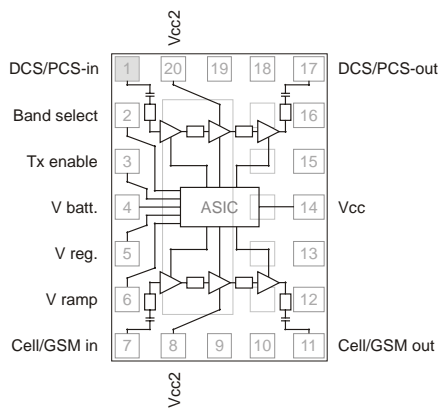 Vcc2
DCS/PCS-in 1 20 19 18 17 DCS/PCS-out
Band select 2 16
Tx enable 3 15
V batt. 4 ASIC 14 Vcc
V reg. 5 13
V ramp 6 12
Cell/GSM in 7 8 9 10 11 Cell/GSM out
Vcc2